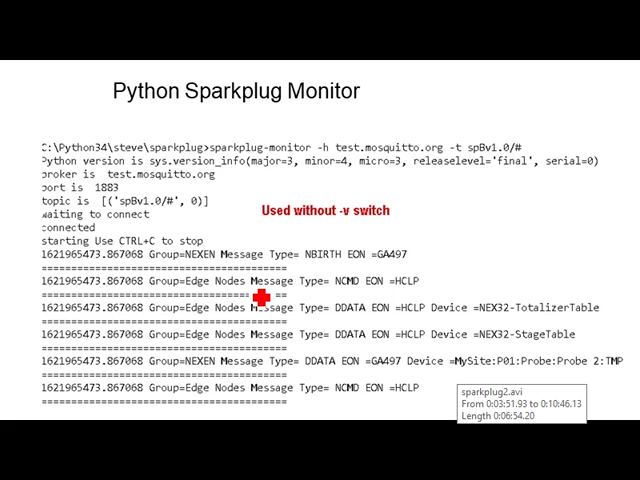 Python Sparkplug Monitor
C:\Python34\steve\sparkplug>sparkplug-monitor -h test.mosquitto.org -t spBv1.0/#
Python version is sys.version_info(major=3, minor=4, micro=3, releaselevel='final', serial=0)
broker is  test.mosquitto.org
port is  1883
topic is  [('spBv1.0/#', 0)]
waiting to connect
Used without -v switch
connected
starting Use CTRL+C to stop
1621965473.867068 Group=NEXEN Message Type= NBIRTH EON =GA497
========================================
1621965473.867068 Group=Edge Nodes Message Type= NCMD EON =HCLP
========================================
1621965473.867068 Group=Edge Nodes Message Type= DDATA EON =HCLP Device =NEX32-TotalizerTable
========================================
1621965473.867068 Group=Edge Nodes Message Type= DDATA EON =HCLP Device =NEX32-StageTable
========================================
1621965473.867068 Group=NEXEN Message Type= DDATA EON =GA497 Device =MySite:P01:Probe:Probe 2:TMP
========================================
1621965473.867068 Group=Edge Nodes Message Type= NCMD EON =HCLP
========================================
sparkplug2.avi
From 0:03:51.93 to 0:10:46.13
Length 0:06:54.20